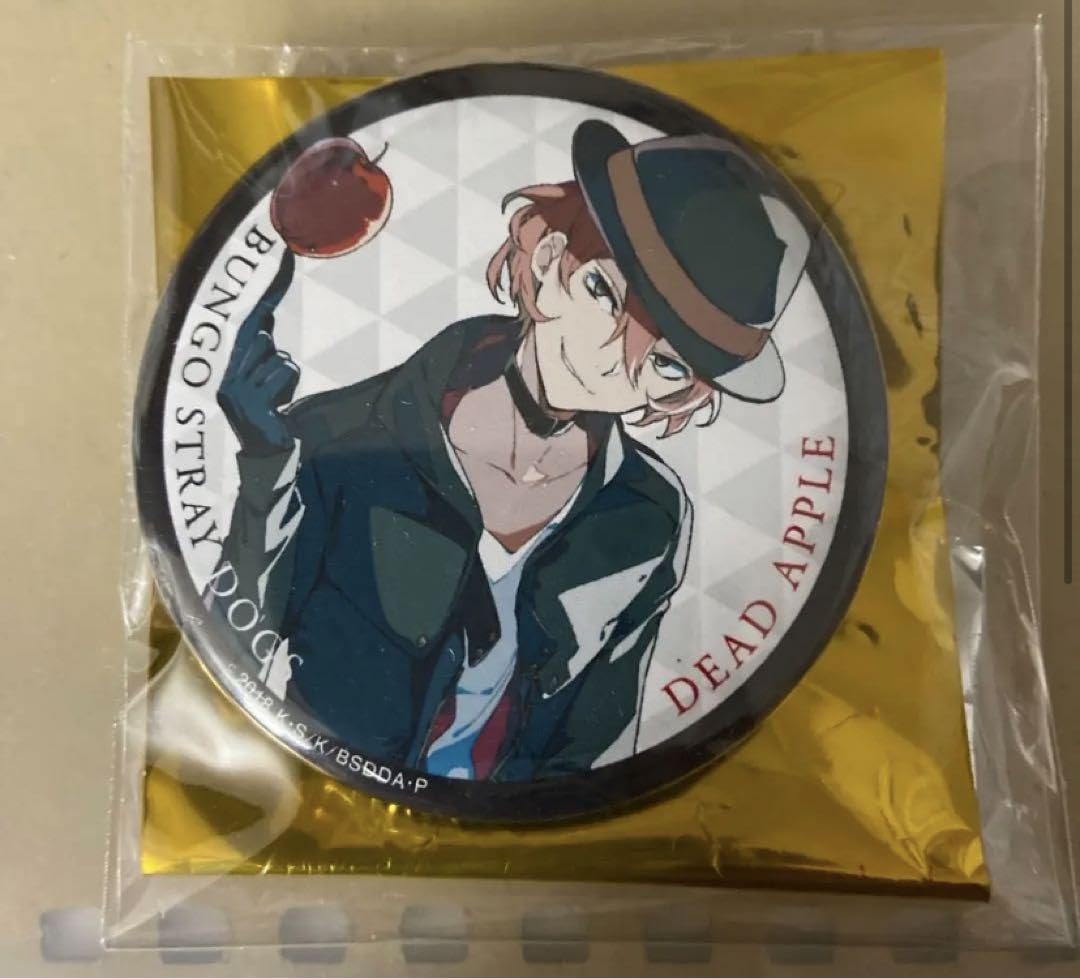 BUNGO STRAY DOGS
DEAD APPLE
©2018 K・S/K/BSDDA・P